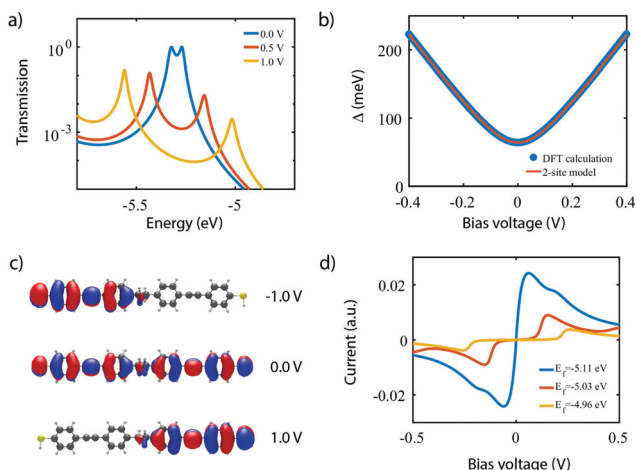 a)
Transmission
10⁰
10⁻³
0.0 V
0.5 V
1.0 V
-5.5
-5
Energy (eV)
b)
Δ (meV)
200
100
0
DFT calculation
2-site model
-0.4
-0.2
0
0.2
0.4
Bias voltage (V)
c)
-1.0 V
0.0 V
1.0 V
d)
Current (a.u.)
0.02
0
-0.02
E_f=-5.11 eV
E_f=-5.03 eV
E_f=-4.96 eV
-0.5
0
0.5
Bias voltage (V)